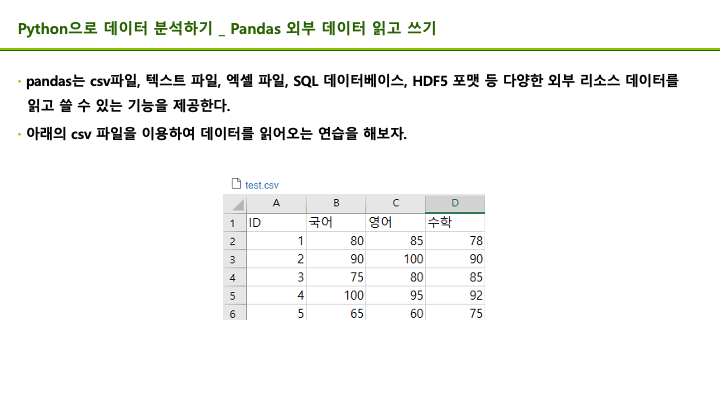 Python으로 데이터 분석하기 _ Pandas 외부 데이터 읽고 쓰기
· pandas는 csv파일, 텍스트 파일, 엑셀 파일, SQL 데이터베이스, HDF5 포맷 등 다양한 외부 리소스 데이터를
읽고 쓸 수 있는 기능을 제공한다.
· 아래의 csv 파일을 이용하여 데이터를 읽어오는 연습을 해보자.
test.csv
A B C D
1 ID 국어 영어 수학
2 1 80 85 78
3 2 90 100 90
4 3 75 80 85
5 4 100 95 92
6 5 65 60 75